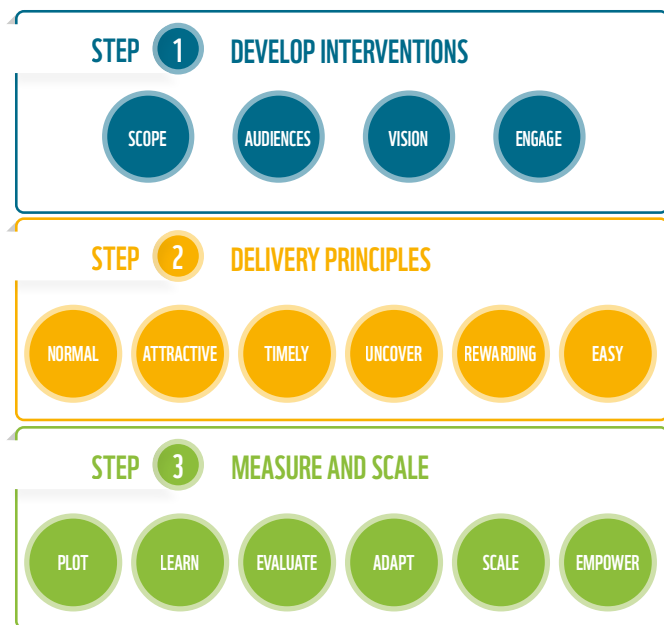 STEP 1 DEVELOP INTERVENTIONS
SCOPE AUDIENCES VISION ENGAGE
STEP 2 DELIVERY PRINCIPLES
NORMAL ATTRACTIVE TIMELY UNCOVER REWARDING EASY
STEP 3 MEASURE AND SCALE
PLOT LEARN EVALUATE ADAPT SCALE EMPOWER